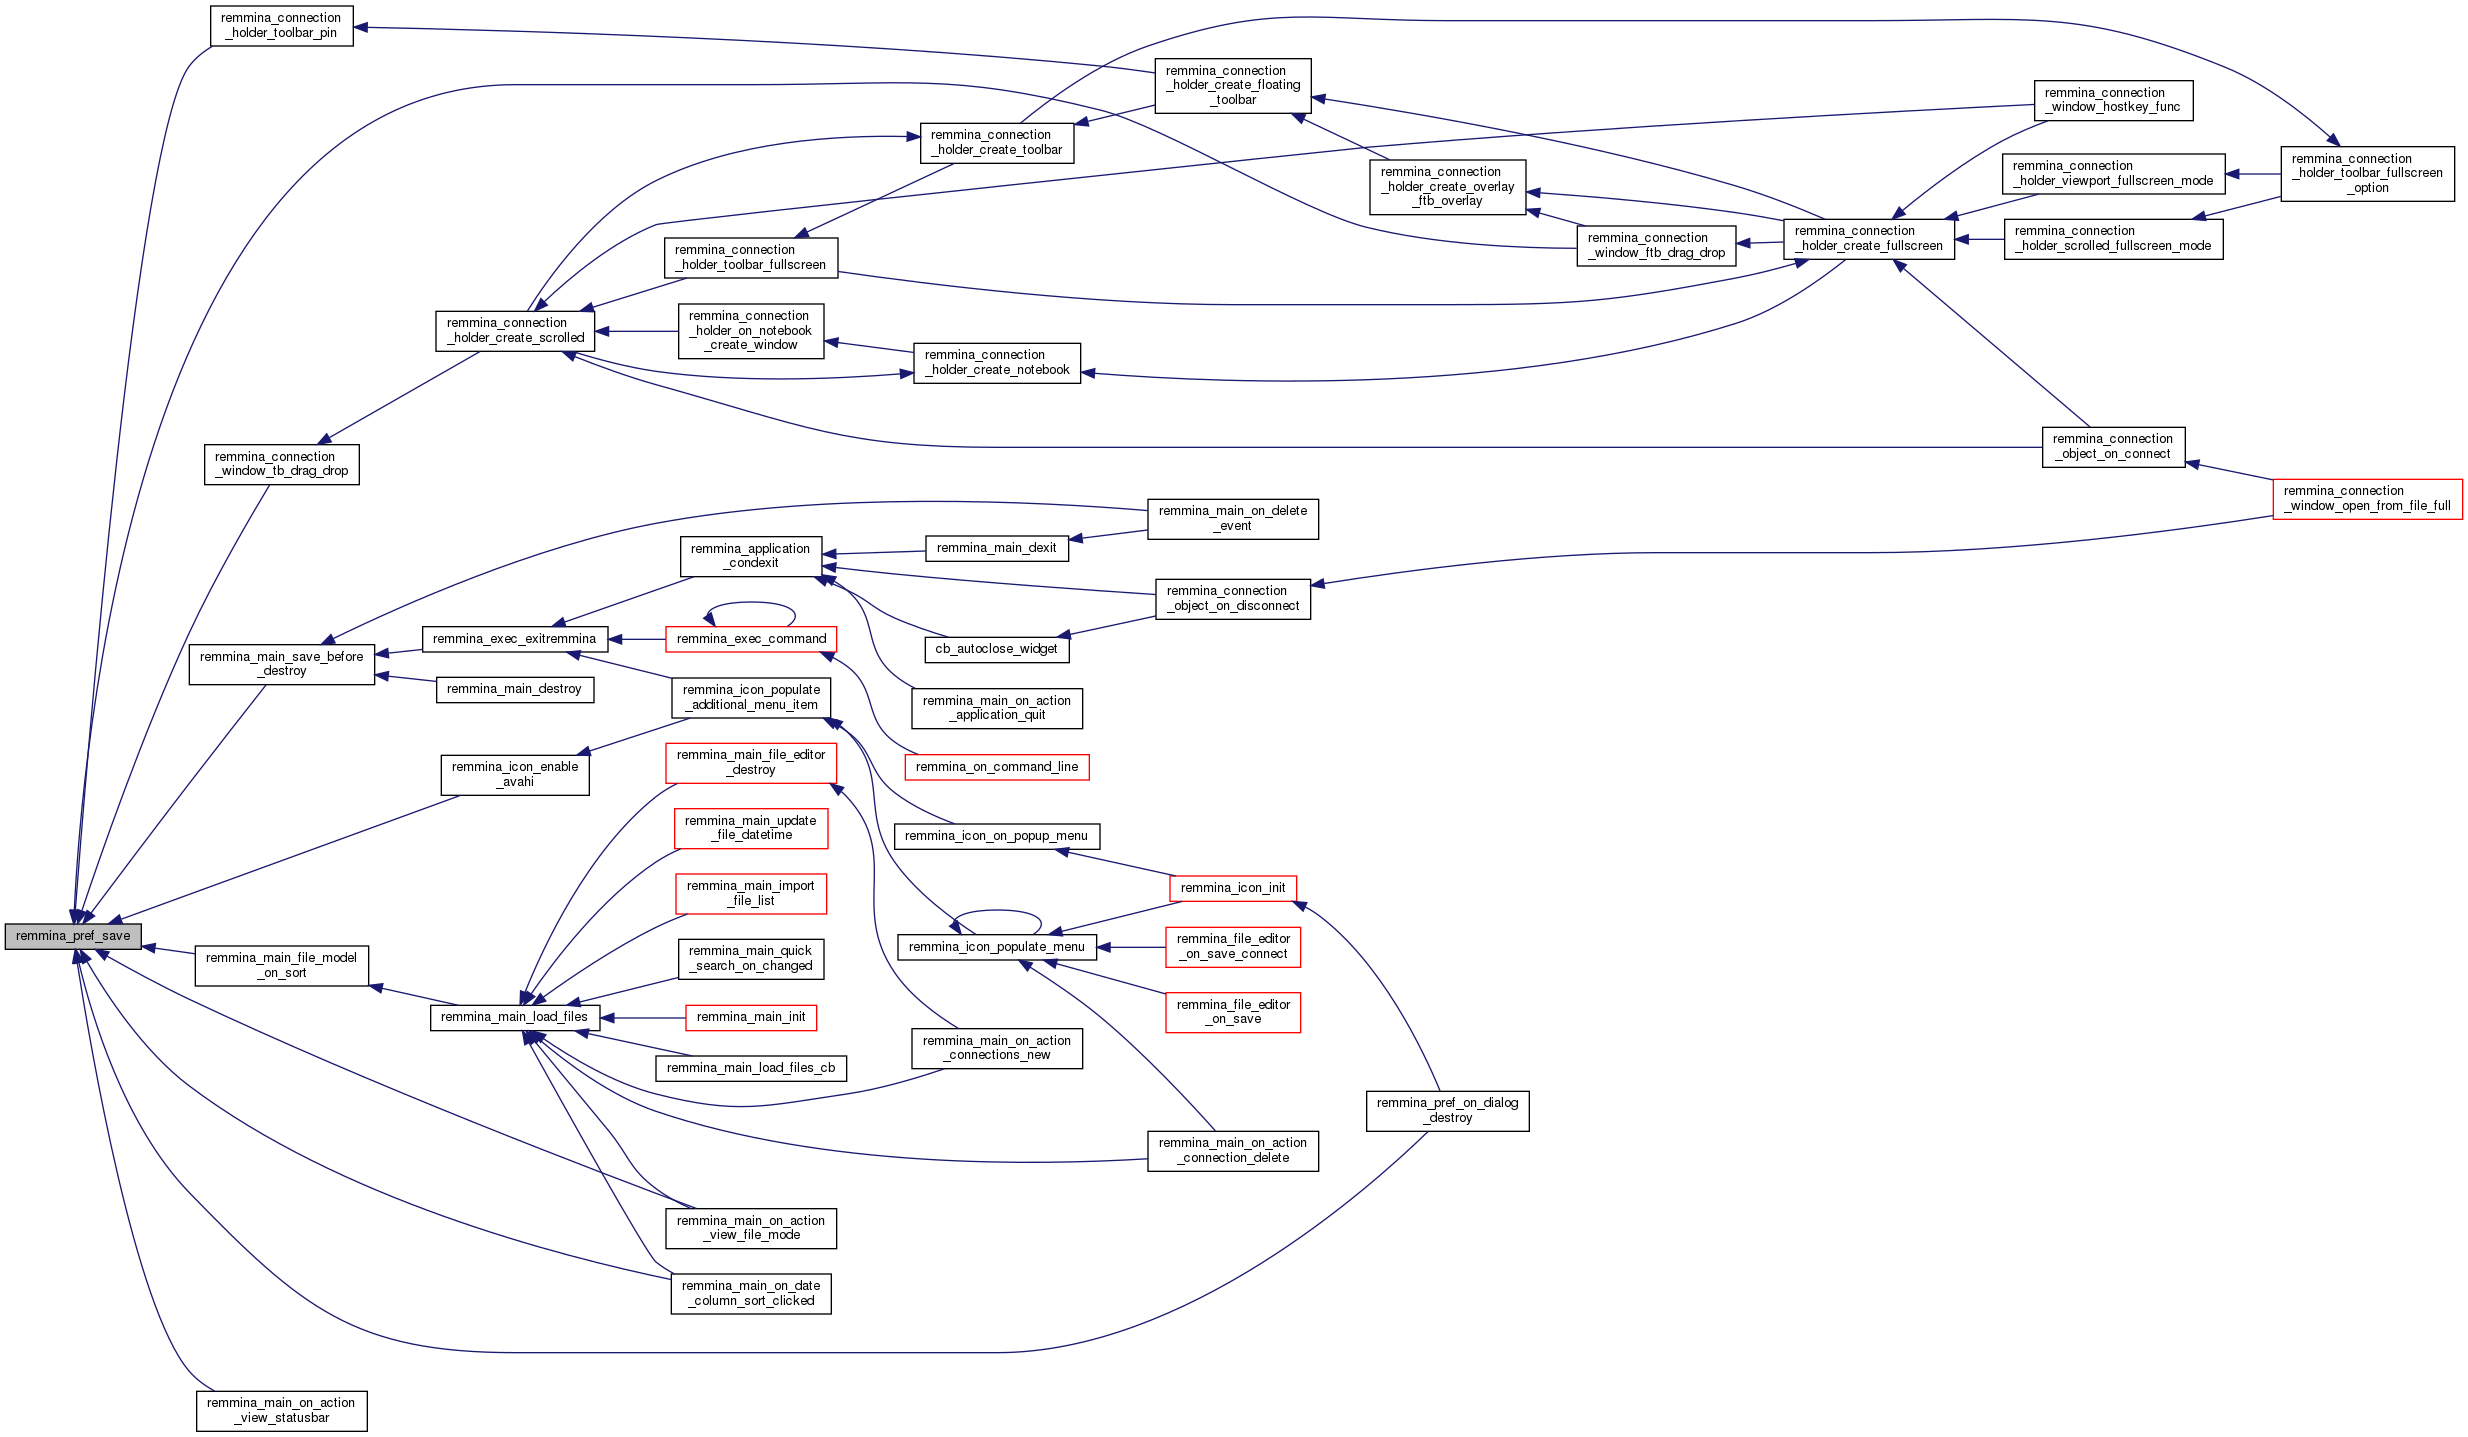 remmina_connection
_holder_toolbar_pin
remmina_connection
_holder_create_floating
_toolbar
remmina_connection
_window_hostkey_func
remmina_connection
_holder_create_toolbar
remmina_connection
_holder_create_overlay
_ftb_overlay
remmina_connection
_holder_viewport_fullscreen_mode
remmina_connection
_holder_toolbar_fullscreen
_option
remmina_connection
_holder_toolbar_fullscreen
remmina_connection
_window_ftb_drag_drop
remmina_connection
_holder_create_fullscreen
remmina_connection
_holder_scrolled_fullscreen_mode
remmina_connection
_holder_create_scrolled
remmina_connection
_holder_on_notebook
_create_window
remmina_connection
_holder_create_notebook
remmina_connection
_window_tb_drag_drop
remmina_connection
_object_on_connect
remmina_connection
_window_open_from_file_full
remmina_main_on_delete
_event
remmina_application
_condexit
remmina_main_dexit
remmina_connection
_object_on_disconnect
remmina_main_save_before
_destroy
remmina_exec_exitremmina
remmina_exec_command
cb_autoclose_widget
remmina_main_destroy
remmina_icon_populate
_additional_menu_item
remmina_main_on_action
_application_quit
remmina_icon_enable
_avahi
remmina_main_file_editor
_destroy
remmina_on_command_line
remmina_main_update
_file_datetime
remmina_icon_on_popup_menu
remmina_main_import
_file_list
remmina_icon_init
remmina_pref_save
remmina_main_file_model
_on_sort
remmina_main_quick
_search_on_changed
remmina_icon_populate_menu
remmina_file_editor
_on_save_connect
remmina_main_load_files
remmina_main_init
remmina_file_editor
_on_save
remmina_main_load_files_cb
remmina_main_on_action
_connections_new
remmina_pref_on_dialog
_destroy
remmina_main_on_action
_connection_delete
remmina_main_on_action
_view_file_mode
remmina_main_on_date
_column_sort_clicked
remmina_main_on_action
_view_statusbar